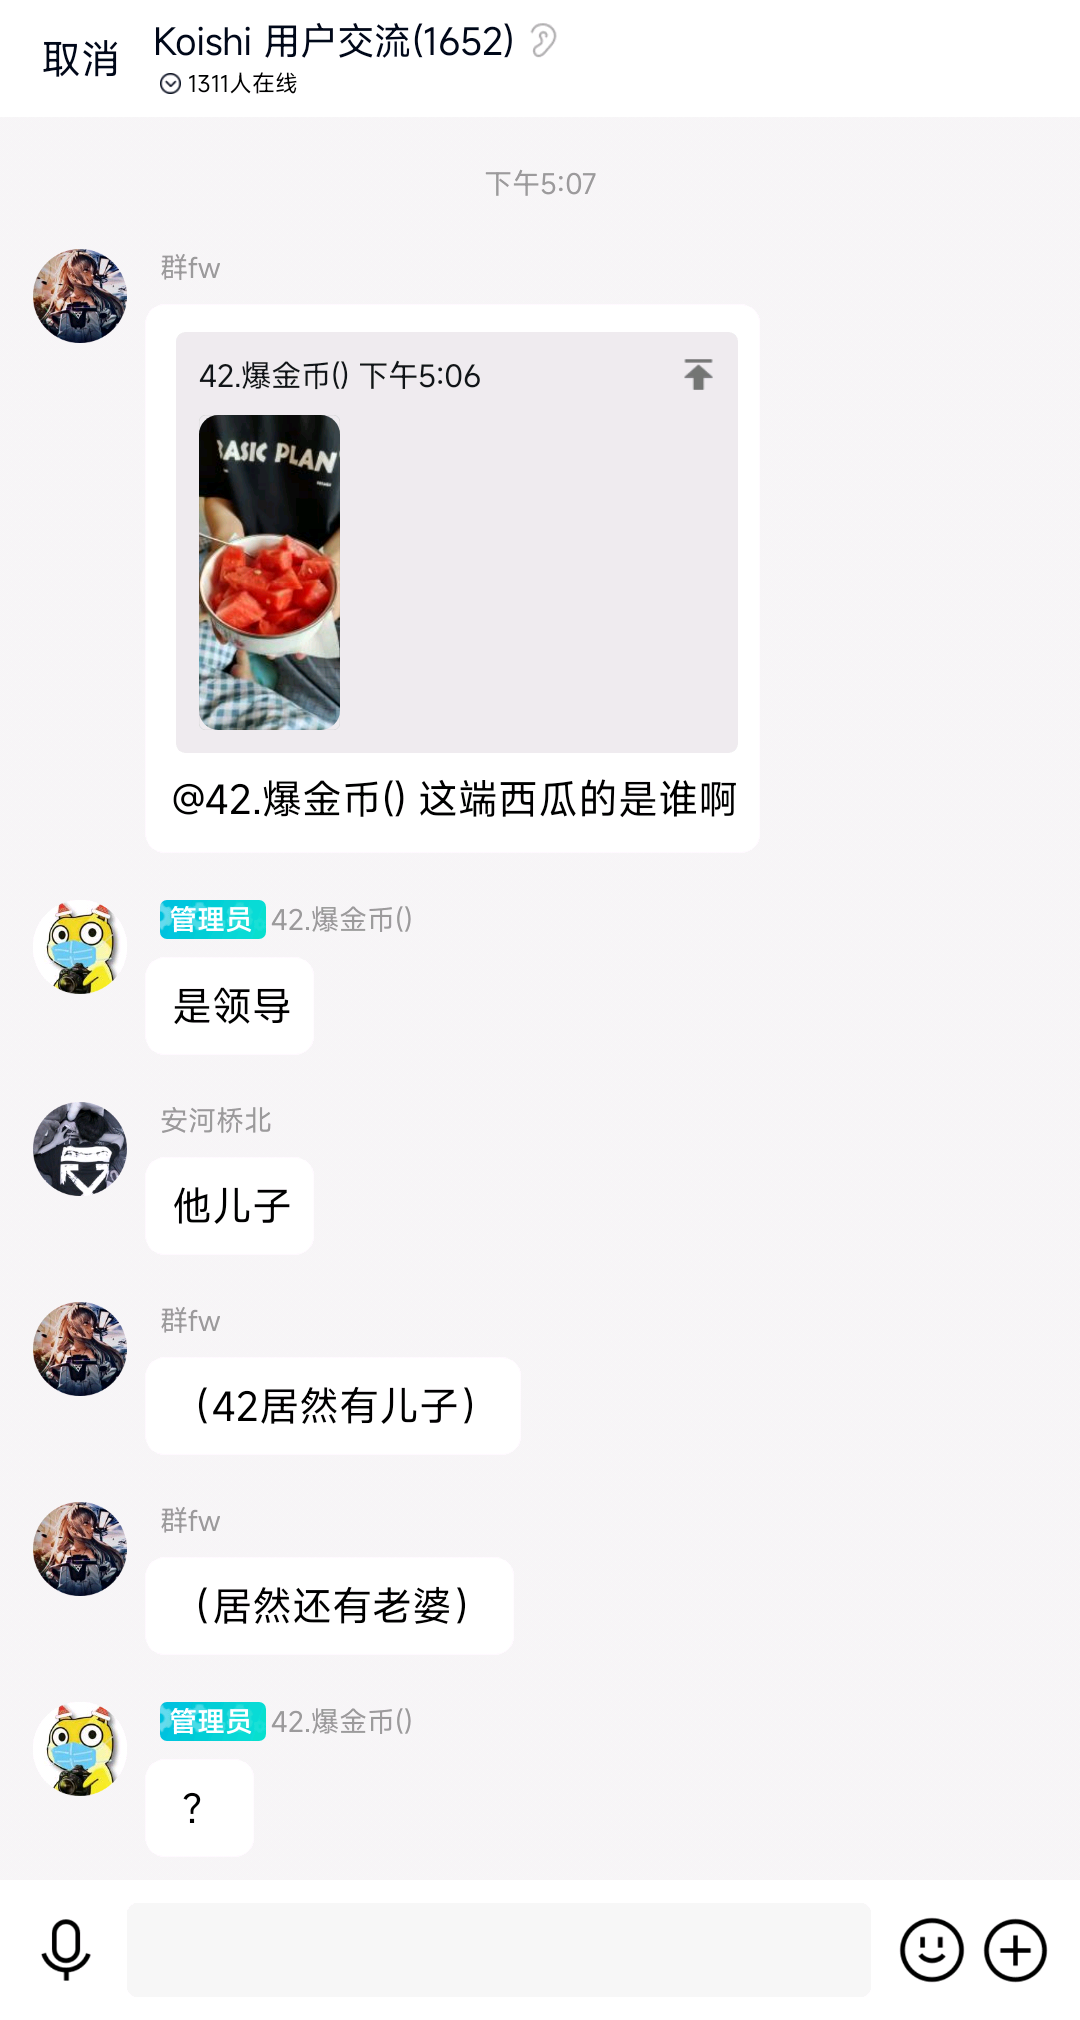 取消
Koishi 用户交流(1652)
1311人在线
下午5:07
群fw
42.爆金币() 下午5:06
BASIC PLAN
@42.爆金币() 这端西瓜的是谁啊
管理员 42.爆金币()
是领导
安河桥北
他儿子
群fw
（42居然有儿子）
群fw
（居然还有老婆）
管理员 42.爆金币()
？